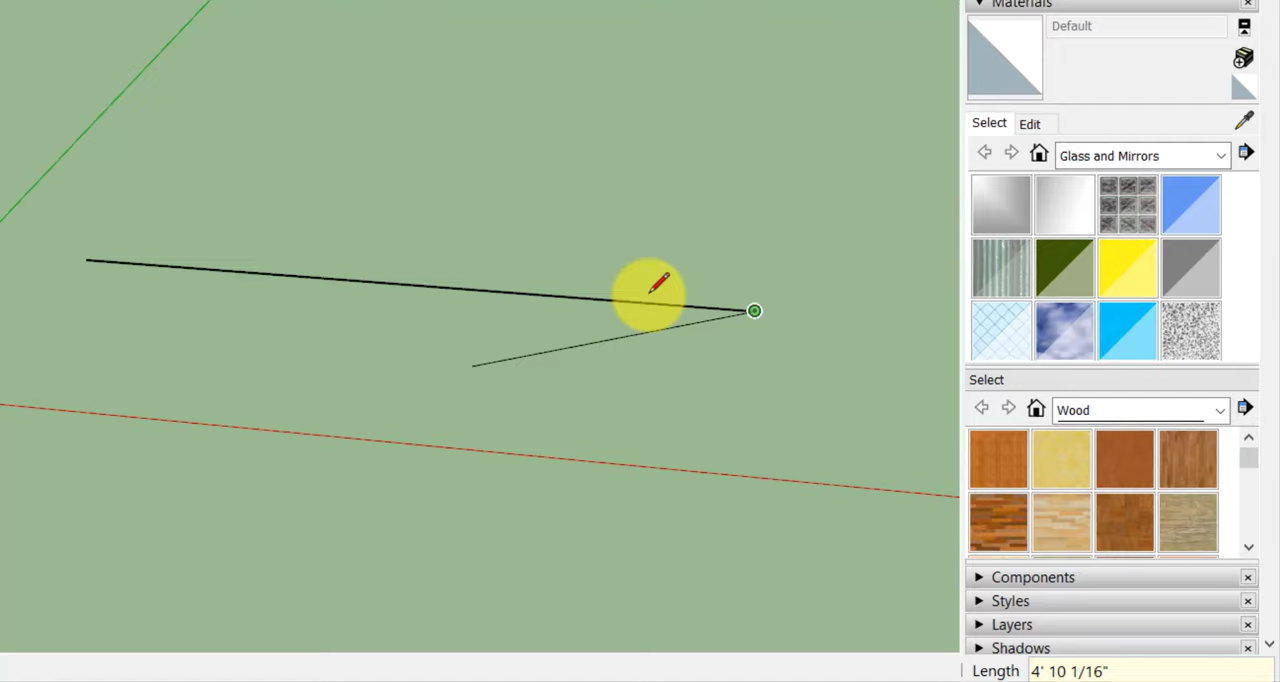 Materials
Default
Select Edit
Glass and Mirrors
Select
Wood
Components
Styles
Layers
Shadows
Length 4' 10 1/16"